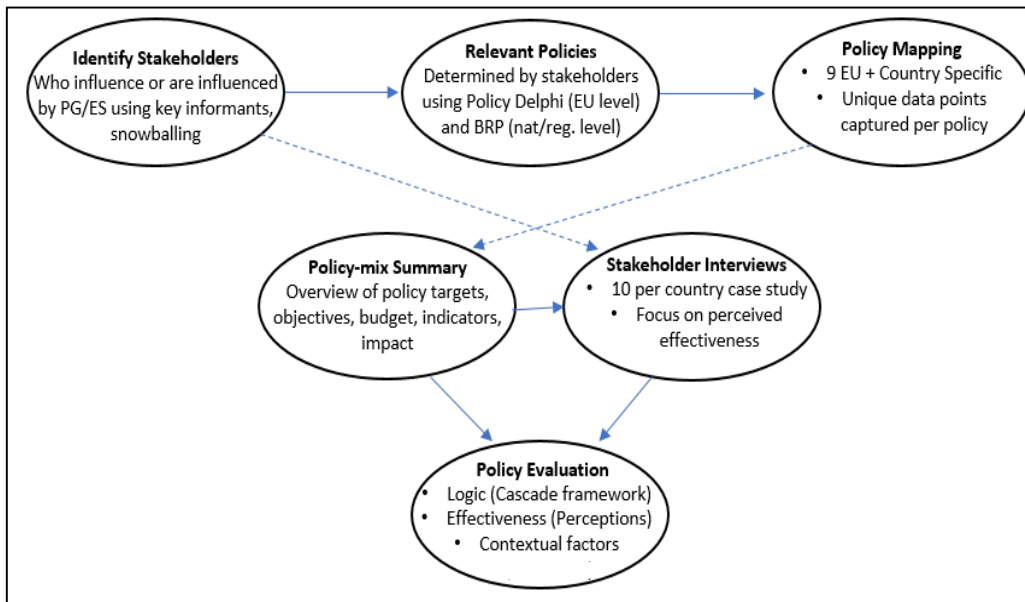 Identify Stakeholders
Who influence or are influenced
by PG/ES using key informants,
snowballing
Relevant Policies
Determined by stakeholders
using Policy Delphi (EU level)
and BRP (nat/reg. level)
Policy Mapping
• 9 EU + Country Specific
• Unique data points
captured per policy
Policy-mix Summary
Overview of policy targets,
objectives, budget, indicators,
impact
Stakeholder Interviews
• 10 per country case study
• Focus on perceived
effectiveness
Policy Evaluation
• Logic (Cascade framework)
• Effectiveness (Perceptions)
• Contextual factors